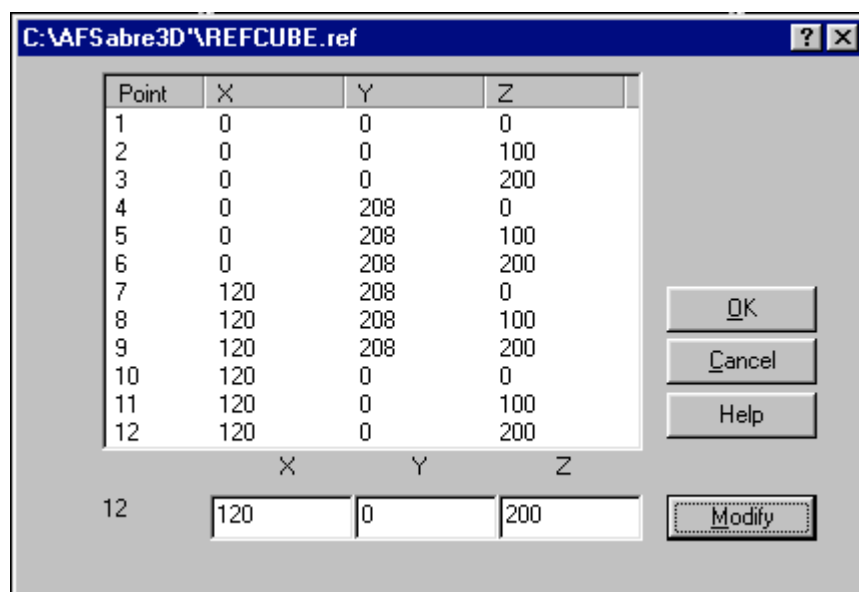 C:\AFSabre3D"\REFCUBE.ref
Point X Y Z
1 0 0 0
2 0 0 100
3 0 0 200
4 0 208 0
5 0 208 100
6 0 208 200
7 120 208 0
8 120 208 100
9 120 208 200
10 120 0 0
11 120 0 100
12 120 0 200
OK
Cancel
Help
X Y Z
12 120 0 200 Modify